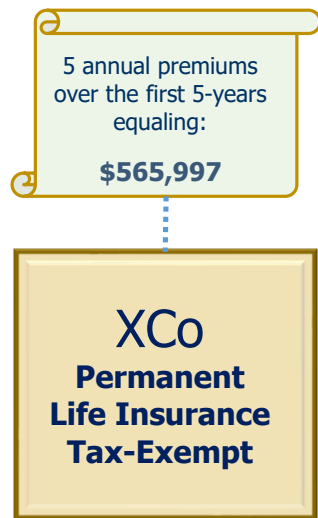 5 annual premiums
over the first 5-years
equaling:
$565,997
XCo
Permanent
Life Insurance
Tax-Exempt